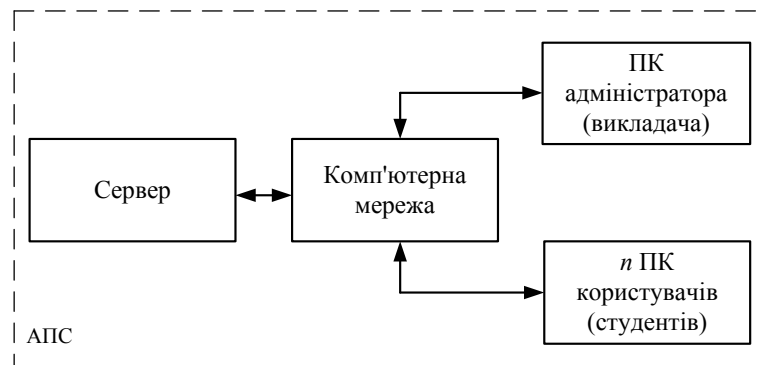 ПК
адміністратора
(викладача)
Сервер
Комп'ютерна
мережа
n ПК
користувачів
(студентів)
АПС